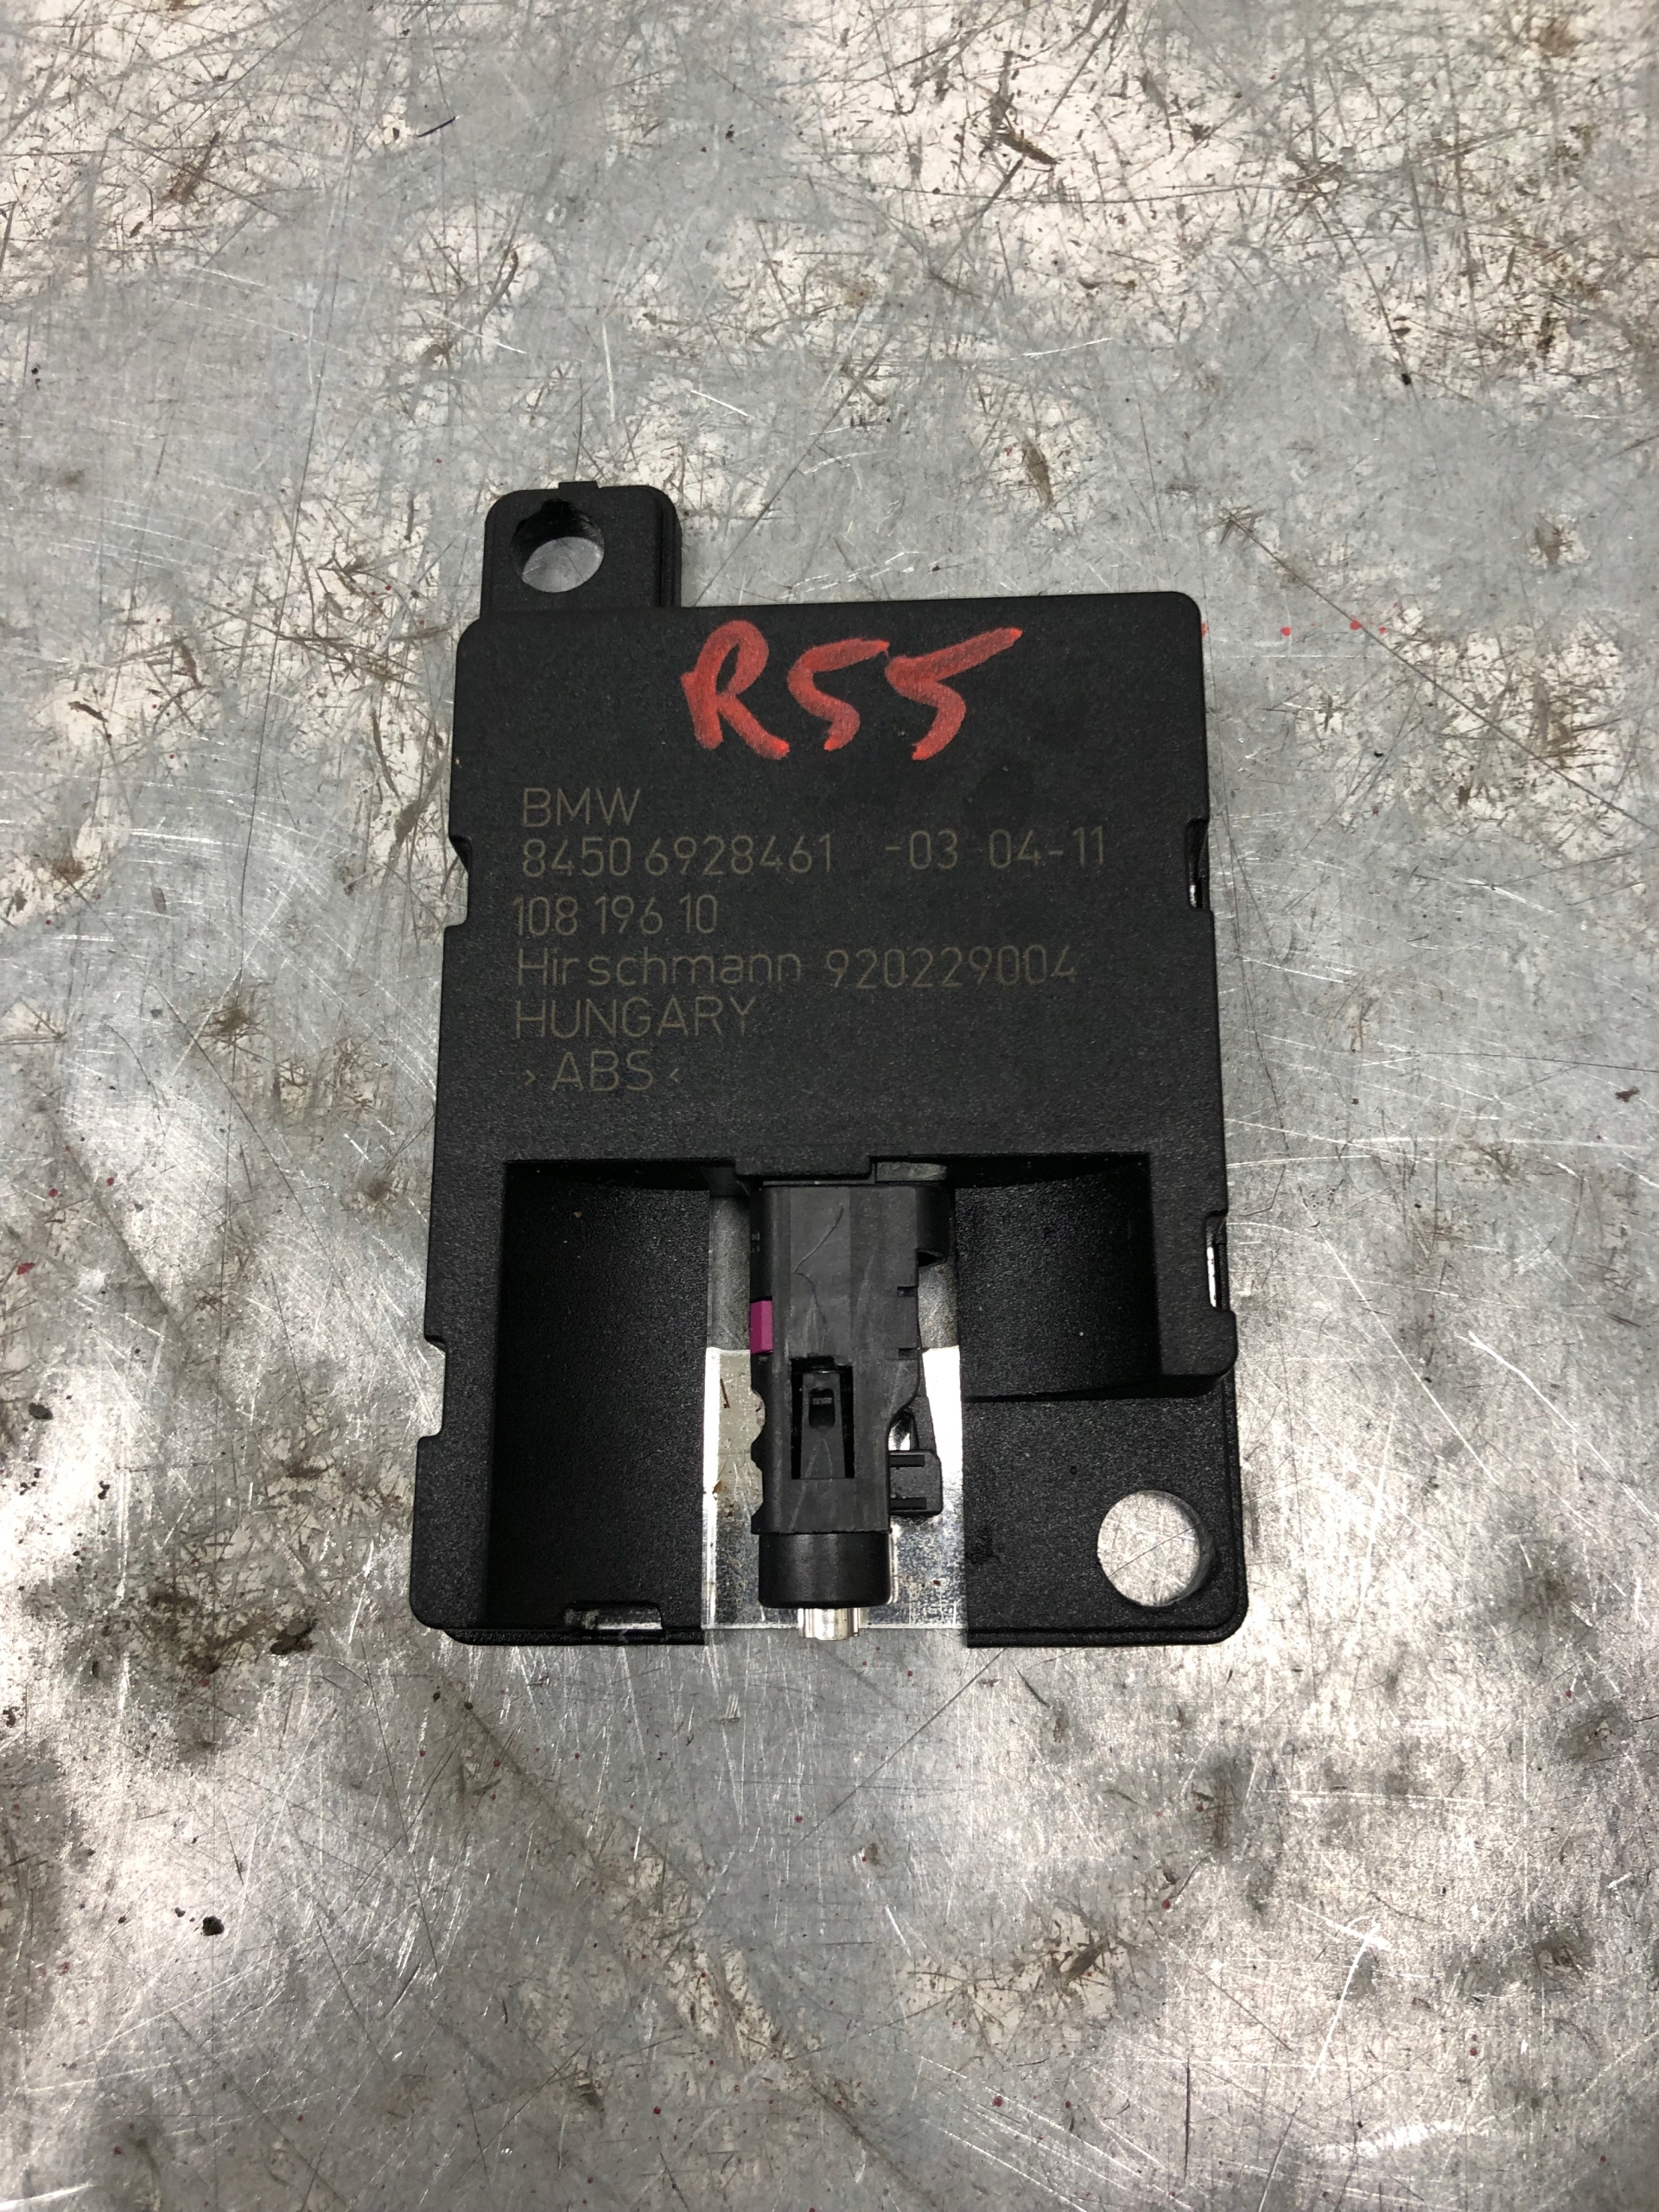 R55
BMW
8450 6928461 -03 04-11
108 196 10
Hirschmann 920229004
HUNGARY
>ABS<